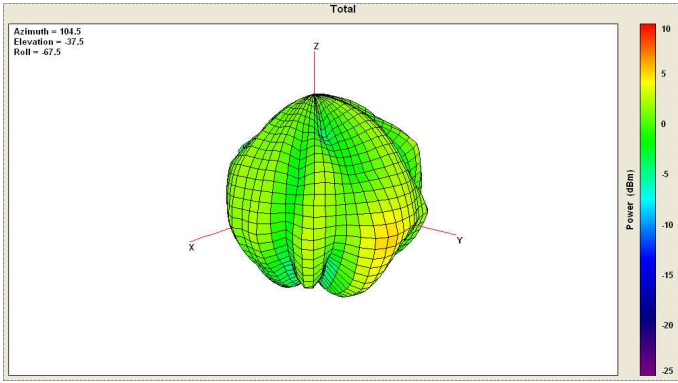 Total
Azimuth = 104.5
Elevation = -37.5
Roll = -67.5
Z
X
Y
Power (dBm)
10
5
0
-5
-10
-15
-20
-25